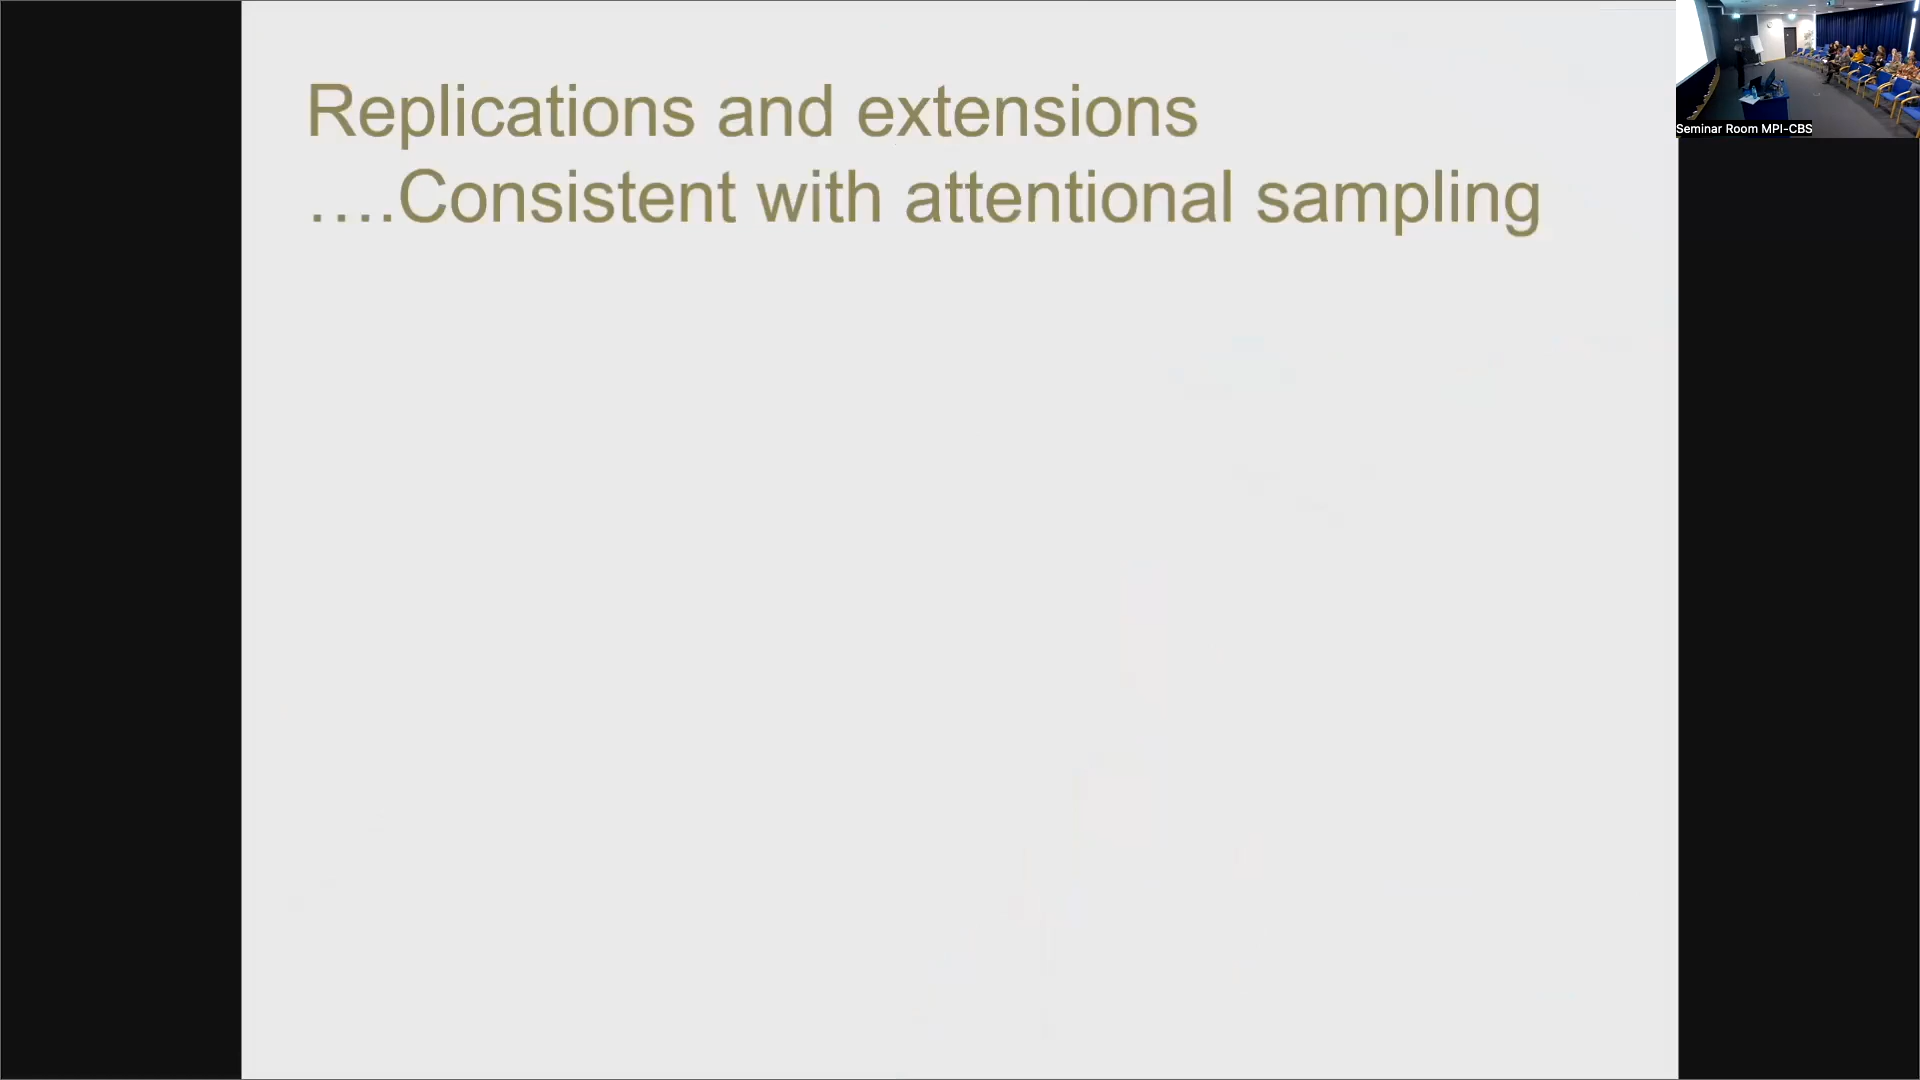 Replications and extensions
….Consistent with attentional sampling
Seminar Room MPI-CBS